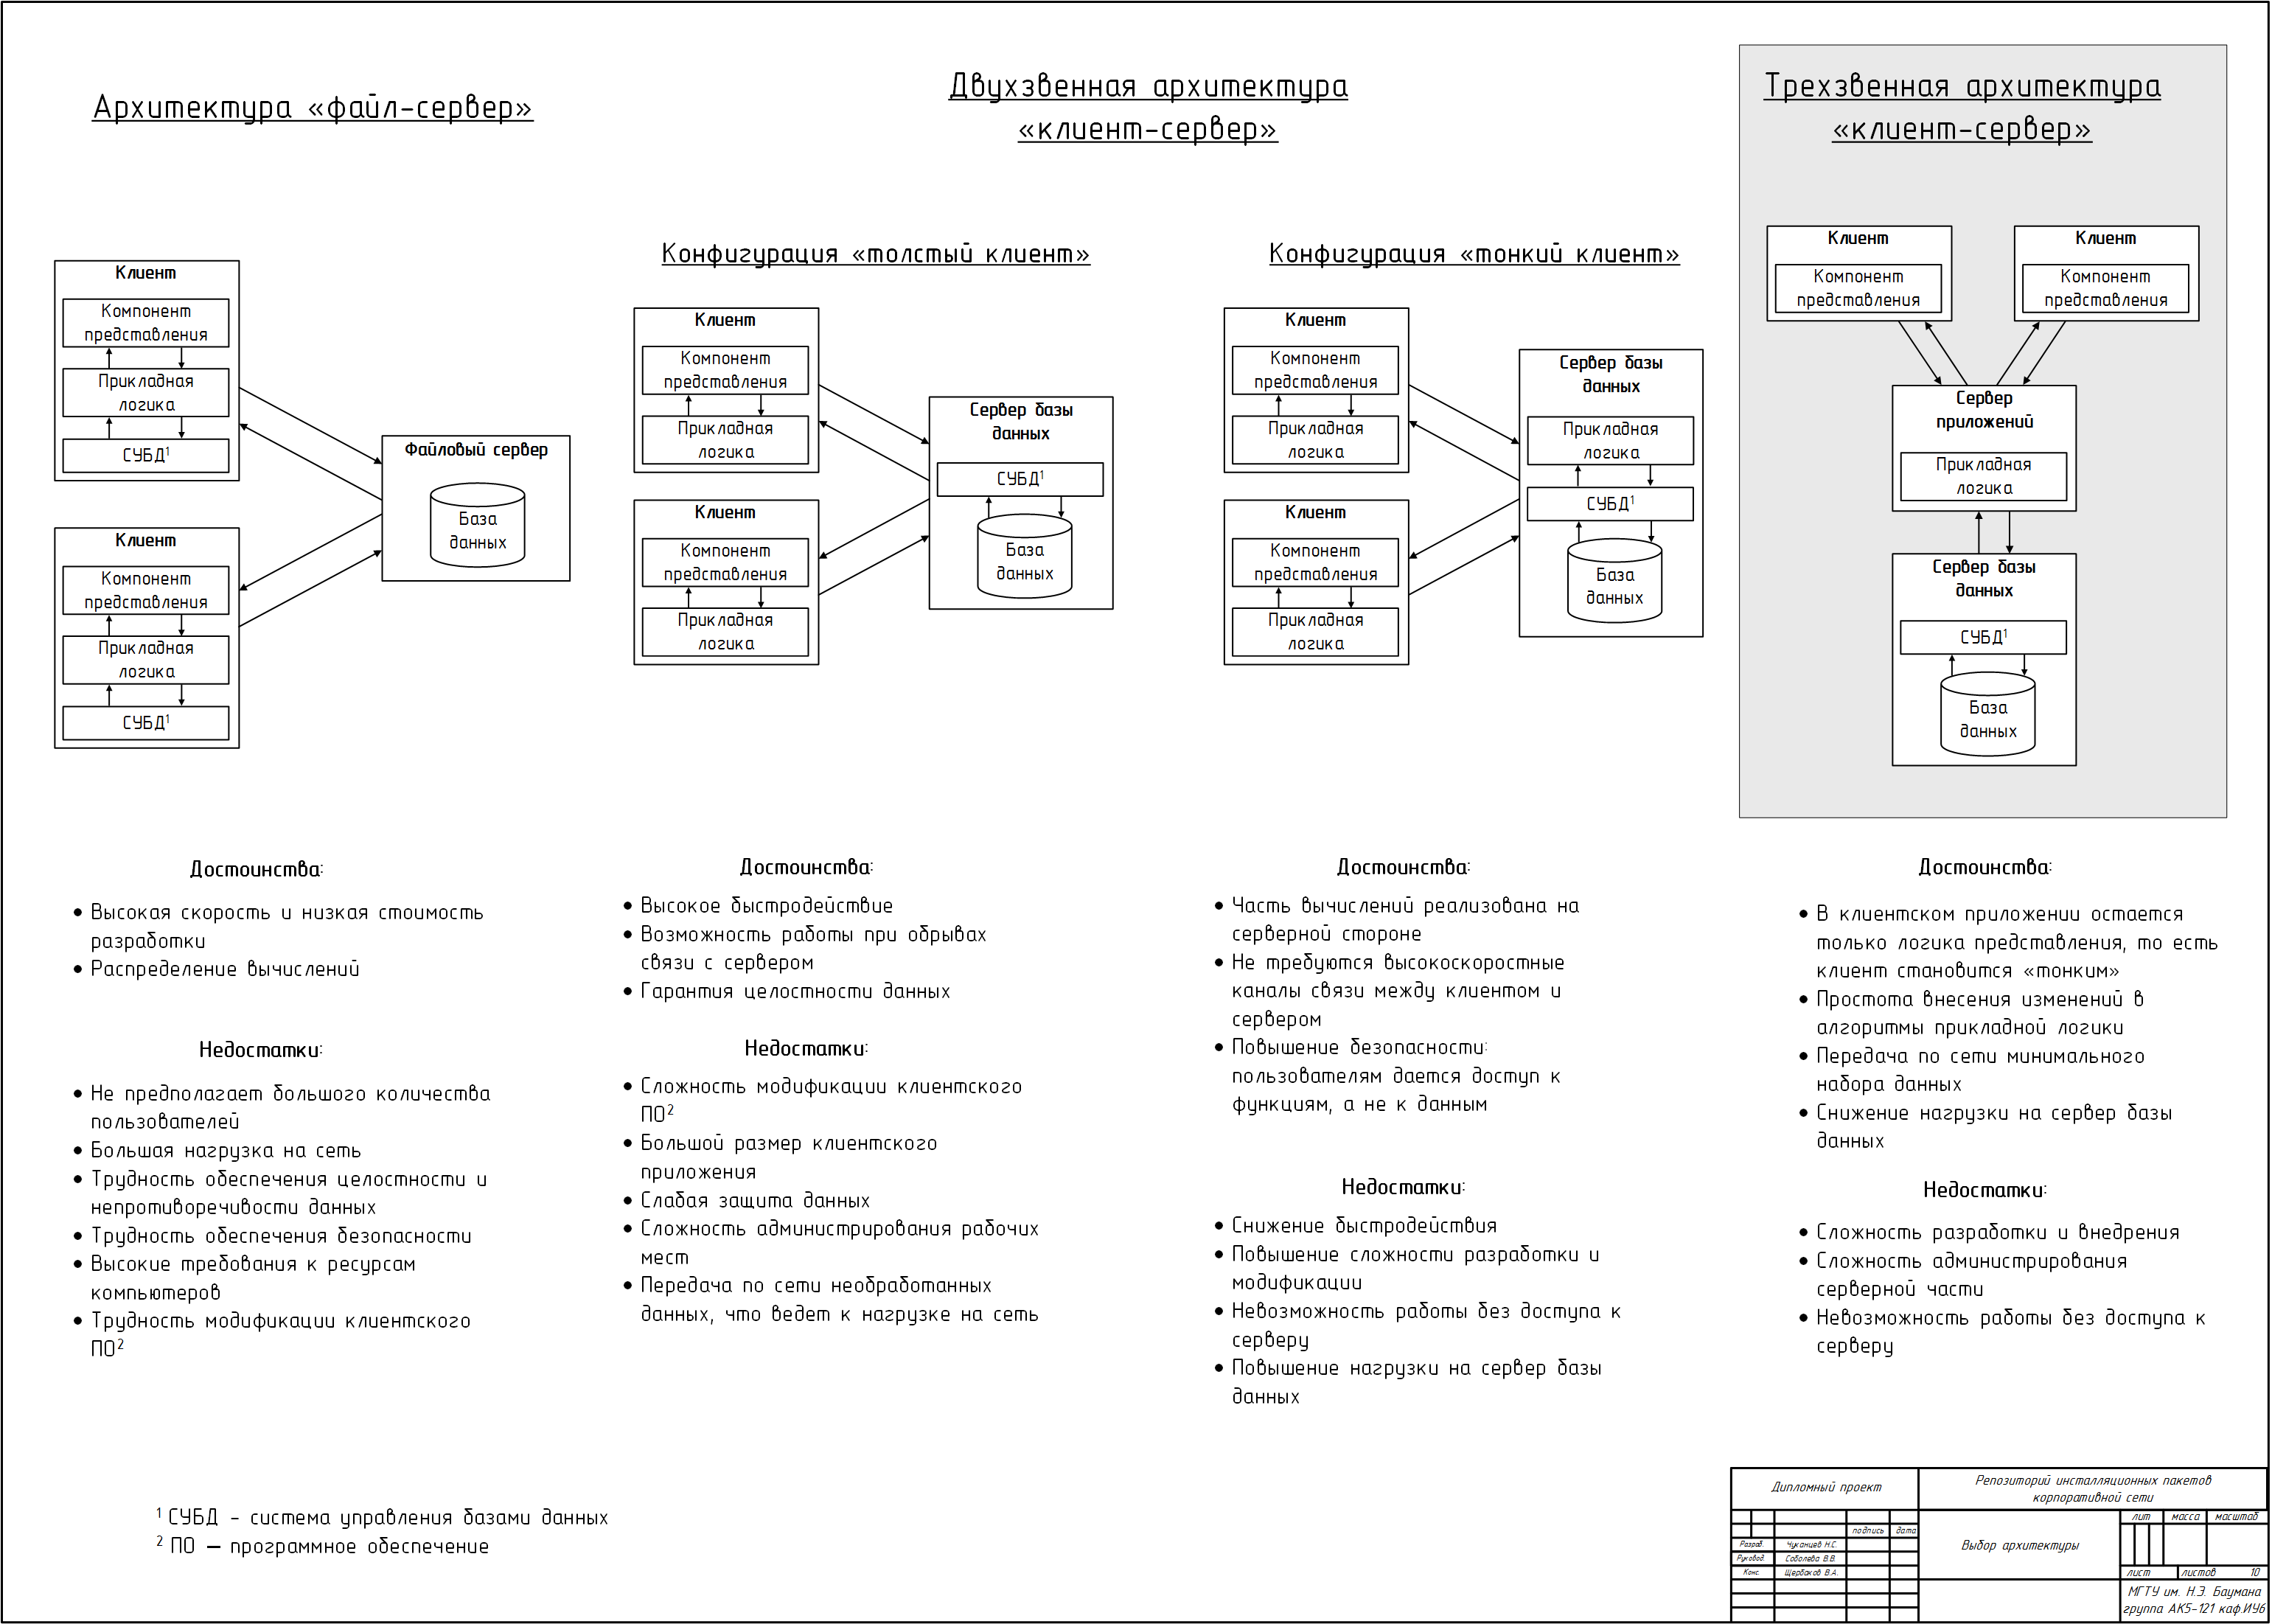 Архитектура «файл-сервер»
Двухзвенная архитектура
«клиент-сервер»
Трехзвенная архитектура
«клиент-сервер»
Конфигурация «толстый клиент»
Конфигурация «тонкий клиент»
Клиент
Компонент
представления
Прикладная
логика
СУБД¹
Клиент
Компонент
представления
Прикладная
логика
СУБД¹
Файловый сервер
База
данных
Клиент
Компонент
представления
Прикладная
логика
Клиент
Компонент
представления
Прикладная
логика
Сервер базы
данных
СУБД¹
База
данных
Клиент
Компонент
представления
Прикладная
логика
Клиент
Компонент
представления
Прикладная
логика
Сервер базы
данных
Прикладная
логика
СУБД¹
База
данных
Клиент
Компонент
представления
Клиент
Компонент
представления
Сервер
приложений
Прикладная
логика
Сервер базы
данных
СУБД¹
База
данных
Достоинства:
• Высокая скорость и низкая стоимость
разработки
• Распределение вычислений
Недостатки:
• Не предполагает большого количества
пользователей
• Большая нагрузка на сеть
• Трудность обеспечения целостности и
непротиворечивости данных
• Трудность обеспечения безопасности
• Высокие требования к ресурсам
компьютеров
• Трудность модификации клиентского
ПО²
Достоинства:
• Высокое быстродействие
• Возможность работы при обрывах
связи с сервером
• Гарантия целостности данных
Недостатки:
• Сложность модификации клиентского
ПО²
• Большой размер клиентского
приложения
• Слабая защита данных
• Сложность администрирования рабочих
мест
• Передача по сети необработанных
данных, что ведет к нагрузке на сеть
Достоинства:
• Часть вычислений реализована на
серверной стороне
• Не требуются высокоскоростные
каналы связи между клиентом и
сервером
• Повышение безопасности:
пользователям дается доступ к
функциям, а не к данным
Недостатки:
• Снижение быстродействия
• Повышение сложности разработки и
модификации
• Невозможность работы без доступа к
серверу
• Повышение нагрузки на сервер базы
данных
Достоинства:
• В клиентском приложении остается
только логика представления, то есть
клиент становится «тонким»
• Простота внесения изменений в
алгоритмы прикладной логики
• Передача по сети минимального
набора данных
• Снижение нагрузки на сервер базы
данных
Недостатки:
• Сложность разработки и внедрения
• Сложность администрирования
серверной части
• Невозможность работы без доступа к
серверу
¹ СУБД - система управления базами данных
² ПО – программное обеспечение
Дипломный проект
Репозиторий инсталляционных пакетов
корпоративной сети
подпись дата
Разраб. Чуканцев Н.С.
Руковод. Соболева В.В.
Конс. Щербаков В.А.
Выбор архитектуры
лит масса масштаб
лист листов 10
МГТУ им. Н.Э. Баумана
группа АК5-121 каф.ИУ6